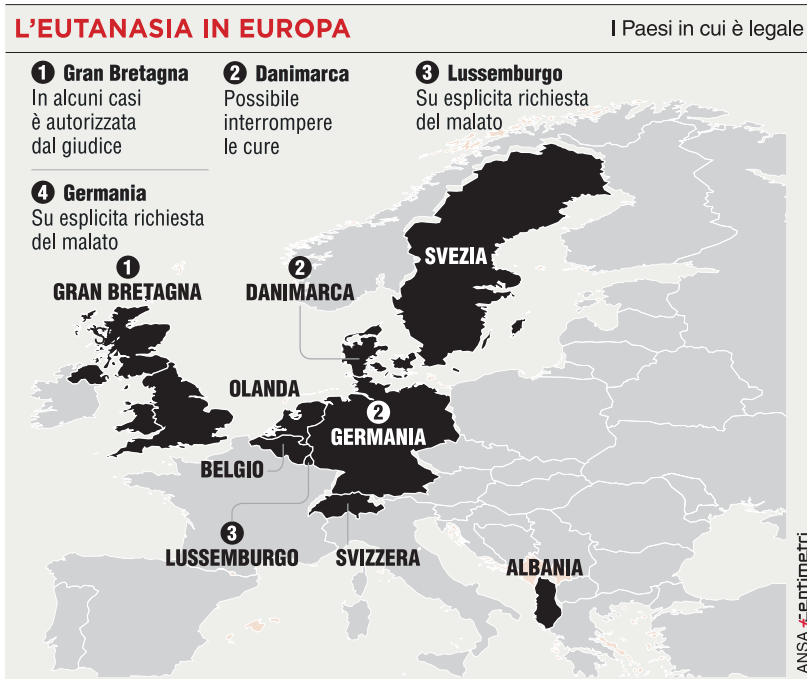 L'EUTANASIA IN EUROPA
I Paesi in cui è legale
1 Gran Bretagna
In alcuni casi
è autorizzata
dal giudice
2 Danimarca
Possibile
interrompere
le cure
3 Lussemburgo
Su esplicita richiesta
del malato
4 Germania
Su esplicita richiesta
del malato
1
GRAN BRETAGNA
2
DANIMARCA
SVEZIA
OLANDA
2
GERMANIA
BELGIO
3
LUSSEMBURGO
SVIZZERA
ALBANIA
ANSA centimetri